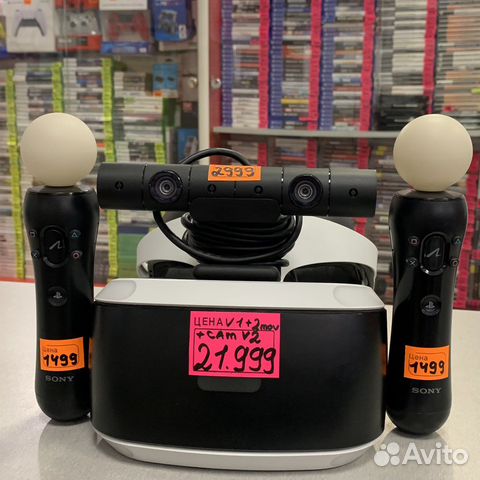 2999
ЦЕНА V1+2mov
+CAM V2
21.999
Цена
1499
SONY
Цена
1499
SONY
Avito